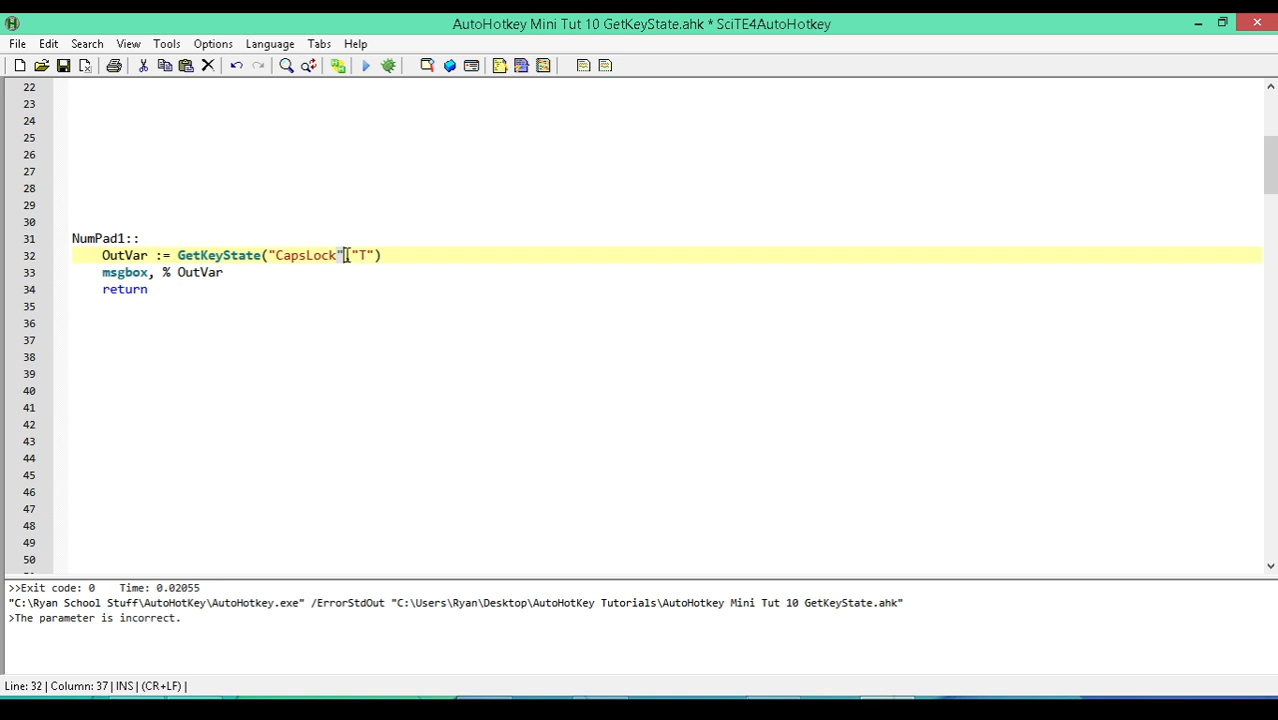 AutoHotkey Mini Tut 10 GetKeyState.ahk * SciTE4AutoHotkey
File Edit Search View Tools Options Language Tabs Help
22
23
24
25
26
27
28
29
30
31 NumPad1::
32 OutVar := GetKeyState("CapsLock","T")
33 msgbox, % OutVar
34 return
35
36
37
38
39
40
41
42
43
44
45
46
47
48
49
50
>>Exit code: 0 Time: 0.02055
"C:\Ryan School Stuff\AutoHotKey\AutoHotkey.exe" /ErrorStdOut "C:\Users\Ryan\Desktop\AutoHotKey Tutorials\AutoHotkey Mini Tut 10 GetKeyState.ahk"
>The parameter is incorrect.
Line: 32 | Column: 37 | INS | (CR+LF) |